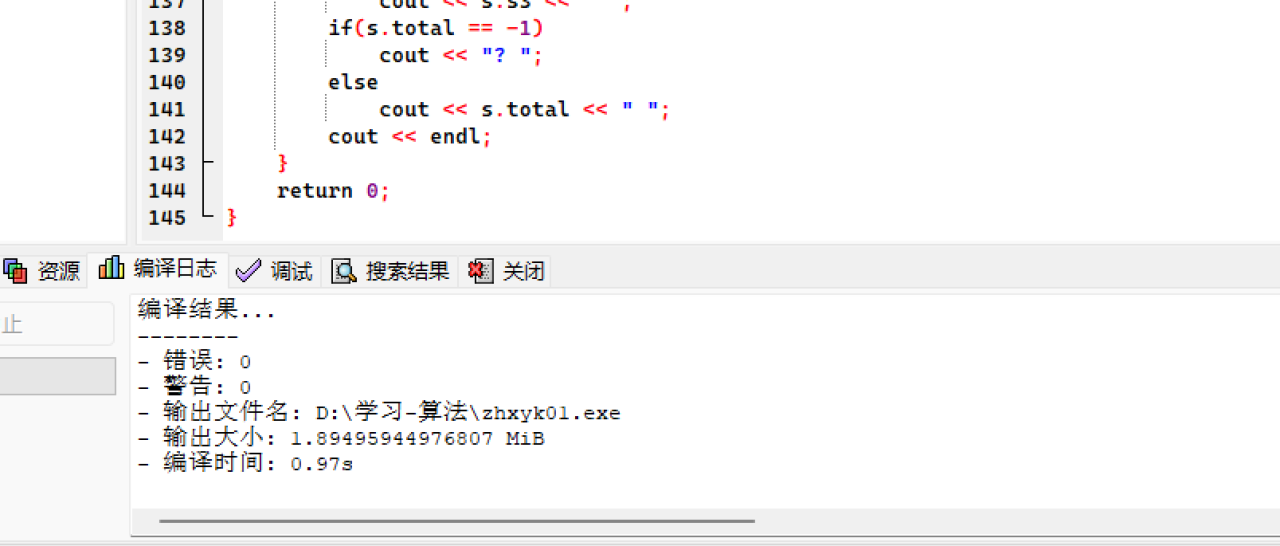 137 cout << s.s3 << " ";
138 if(s.total == -1)
139 cout << "? ";
140 else
141 cout << s.total << " ";
142 cout << endl;
143 }
144 return 0;
145 }
资源 编译日志 调试 搜索结果 关闭
止
编译结果...
--------
- 错误: 0
- 警告: 0
- 输出文件名: D:\学习-算法\zhxyk01.exe
- 输出大小: 1.89495944976807 MiB
- 编译时间: 0.97s